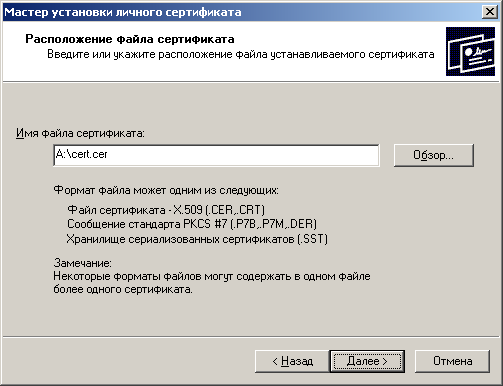 Мастер установки личного сертификата
Расположение файла сертификата
Введите или укажите расположение файла устанавливаемого сертификата
Имя файла сертификата:
A:\cert.cer
Обзор...
Формат файла может одним из следующих:
Файл сертификата - X.509 (.CER,.CRT)
Сообщение стандарта PKCS #7 (.P7B,.P7M,.DER)
Хранилище сериализованных сертификатов (.SST)
Замечание:
Некоторые форматы файлов могут содержать в одном файле
более одного сертификата.
< Назад
Далее >
Отмена